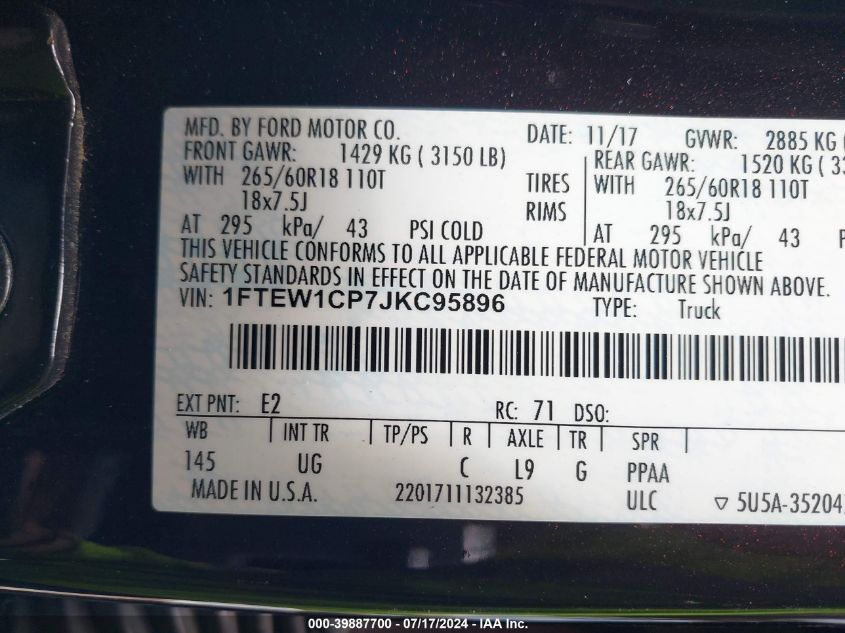 MFD. BY FORD MOTOR CO. DATE: 11/17 GVWR: 2885 KG (
FRONT GAWR: 1429 KG ( 3150 LB) REAR GAWR: 1520 KG ( 33
WITH 265/60R18 110T TIRES WITH 265/60R18 110T
18x7.5J RIMS 18x7.5J
AT 295 kPa/ 43 PSI COLD AT 295 kPa/ 43 P
THIS VEHICLE CONFORMS TO ALL APPLICABLE FEDERAL MOTOR VEHICLE
SAFETY STANDARDS IN EFFECT ON THE DATE OF MANUFACTURE SHOWN ABOVE.
VIN: 1FTEW1CP7JKC95896 TYPE: Truck
EXT PNT: E2 RC: 71 DSO:
WB INT TR TP/PS R AXLE TR SPR
145 UG C L9 G PPAA
MADE IN U.S.A. 2201711132385 ULC ▽ 5U5A-35204
000-39887700 - 07/17/2024 - IAA Inc.